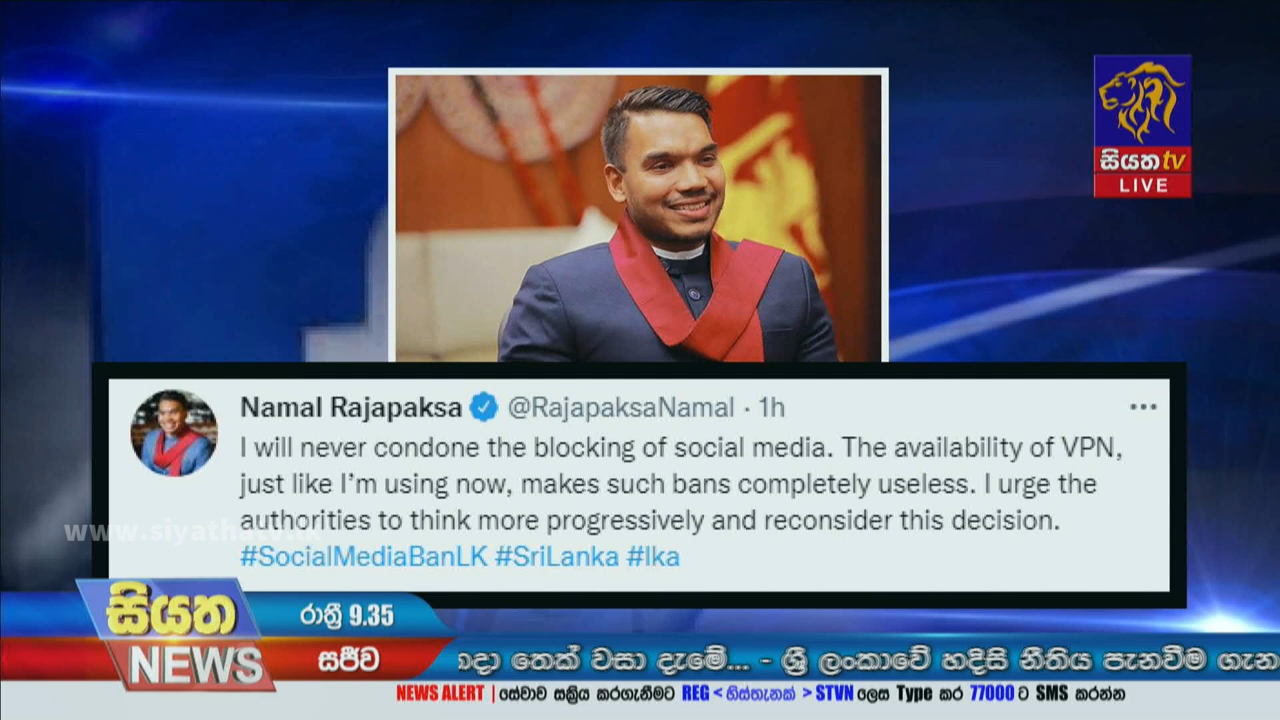 සියත tv
LIVE
Namal Rajapaksa @RajapaksaNamal · 1h
I will never condone the blocking of social media. The availability of VPN,
just like I'm using now, makes such bans completely useless. I urge the
authorities to think more progressively and reconsider this decision.
#SocialMediaBanLK #SriLanka #lka
www.siyathatv.lk
සියත
NEWS
රාත්‍රී 9.35
සජීව
තෙක් වසා දැමේ... - ශ්‍රී ලංකාවේ හදිසි නීතිය පැනවීම ගැන
NEWS ALERT | සේවාව සක්‍රිය කරගැනීමට REG < හිස්තැනක් > STVN ලෙස Type කර 77000 ට SMS කරන්න